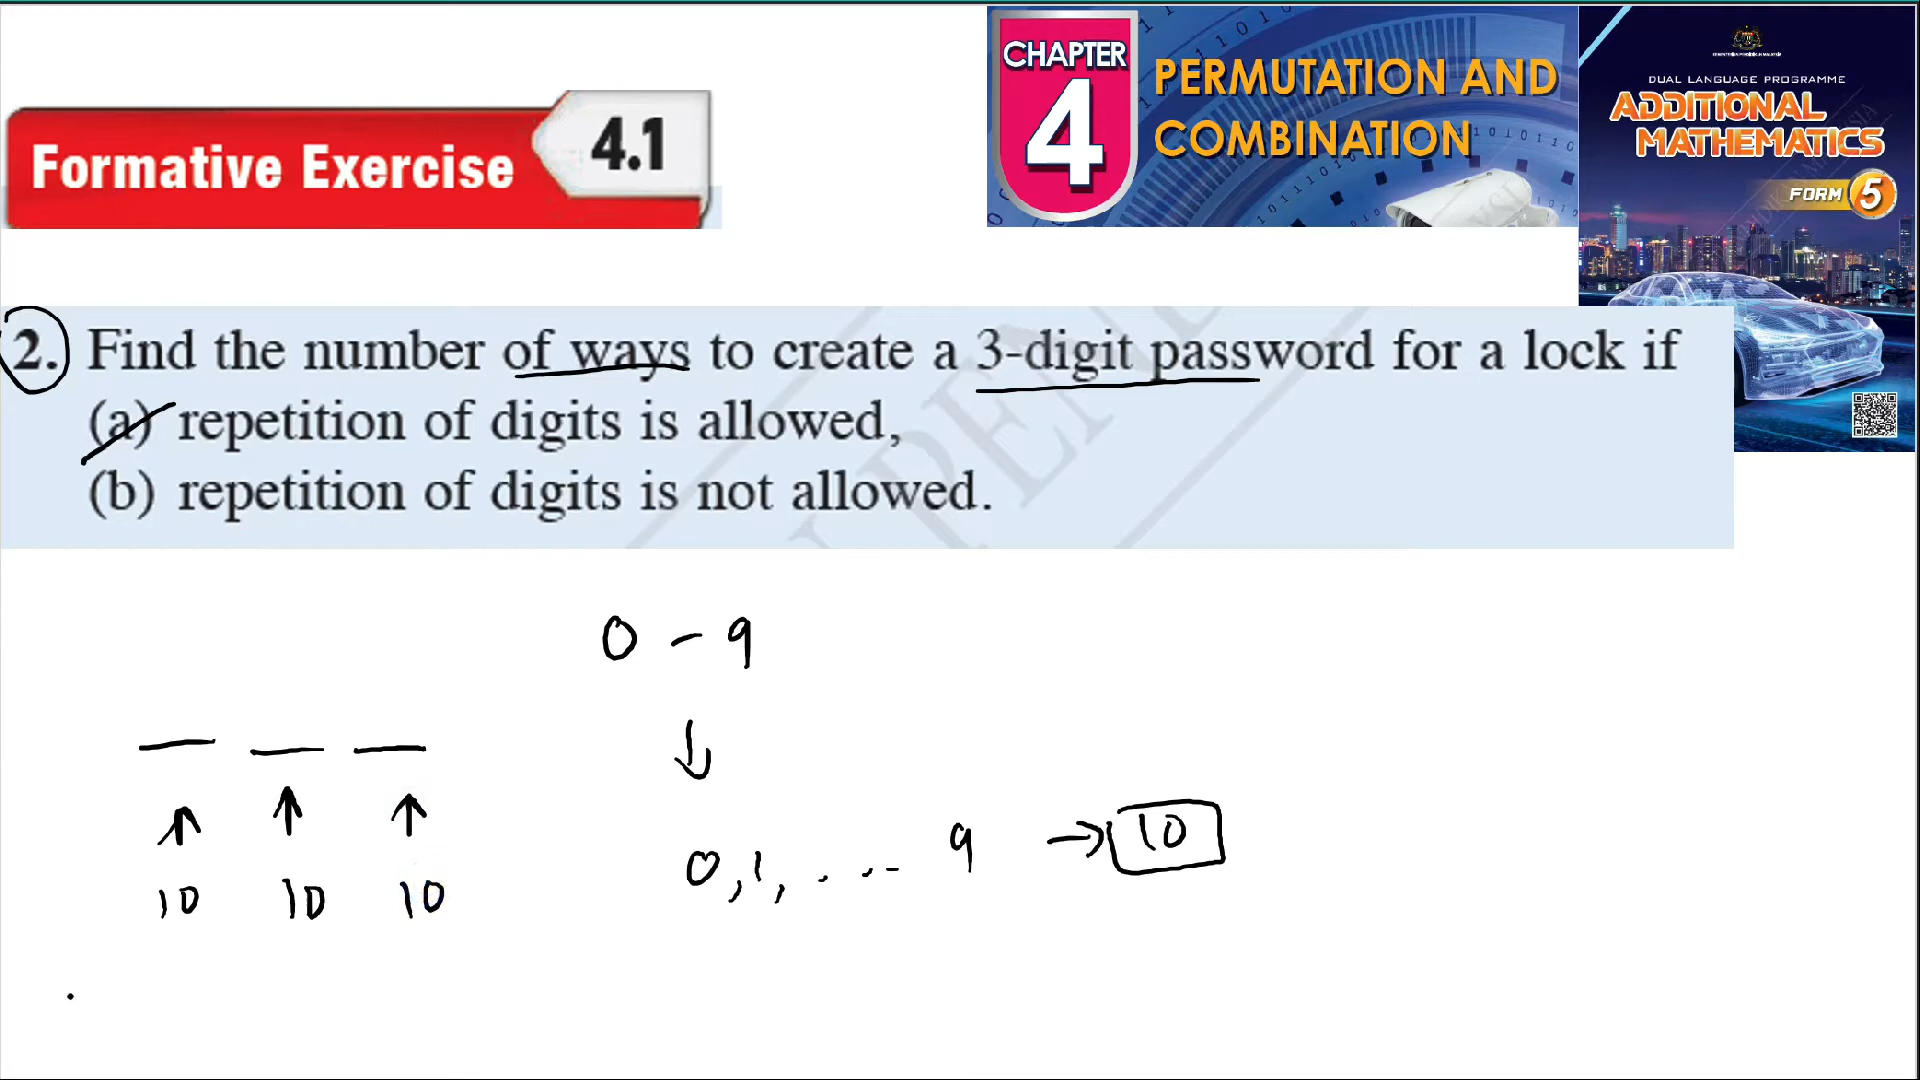 CHAPTER
4
PERMUTATION AND
COMBINATION
DUAL LANGUAGE PROGRAMME
ADDITIONAL
MATHEMATICS
FORM 5
Formative Exercise 4.1
2. Find the number of ways to create a 3-digit password for a lock if
(a) repetition of digits is allowed,
(b) repetition of digits is not allowed.
0 - 9
0, 1, . ... 9 → 10
10 10 10